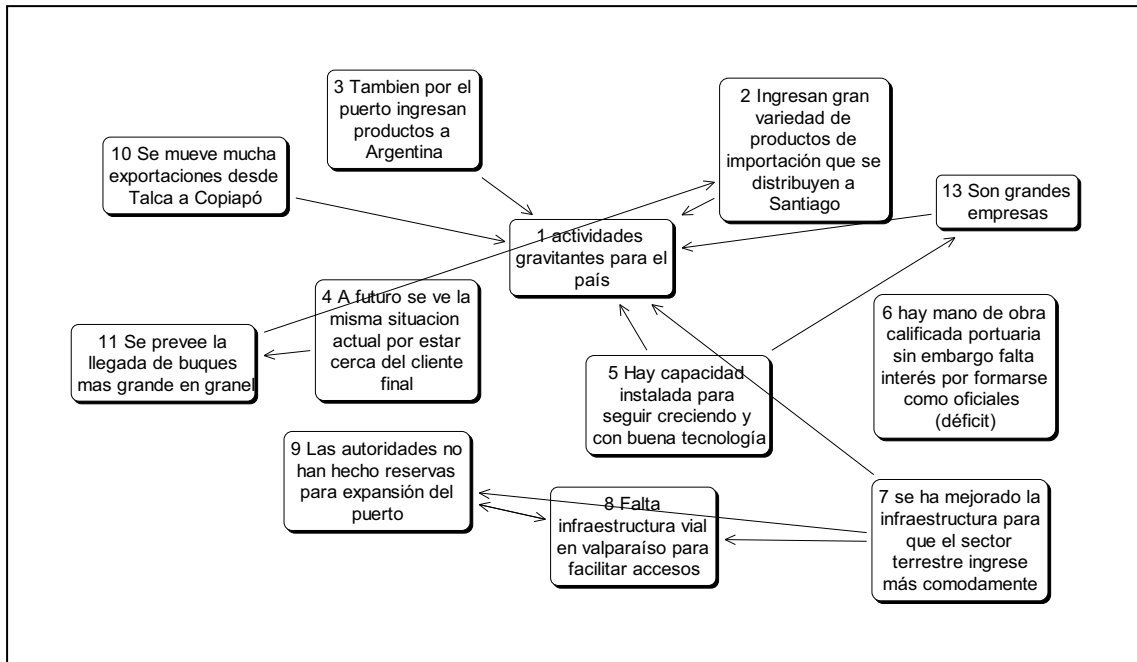 3 Tambien por el
puerto ingresan
productos a
Argentina
2 Ingresan gran
variedad de
productos de
importación que se
distribuyen a
Santiago
10 Se mueve mucha
exportaciones desde
Talca a Copiapó
13 Son grandes
empresas
1 actividades
gravitantes para el
país
4 A futuro se ve la
misma situacion
actual por estar
cerca del cliente
final
11 Se prevee la
llegada de buques
mas grande en granel
6 hay mano de obra
calificada portuaria
sin embargo falta
interés por formarse
como oficiales
(déficit)
5 Hay capacidad
instalada para
seguir creciendo y
con buena tecnología
9 Las autoridades no
han hecho reservas
para expansión del
puerto
8 Falta
infraestructura vial
en valparaíso para
facilitar accesos
7 se ha mejorado la
infraestructura para
que el sector
terrestre ingrese
más comodamente